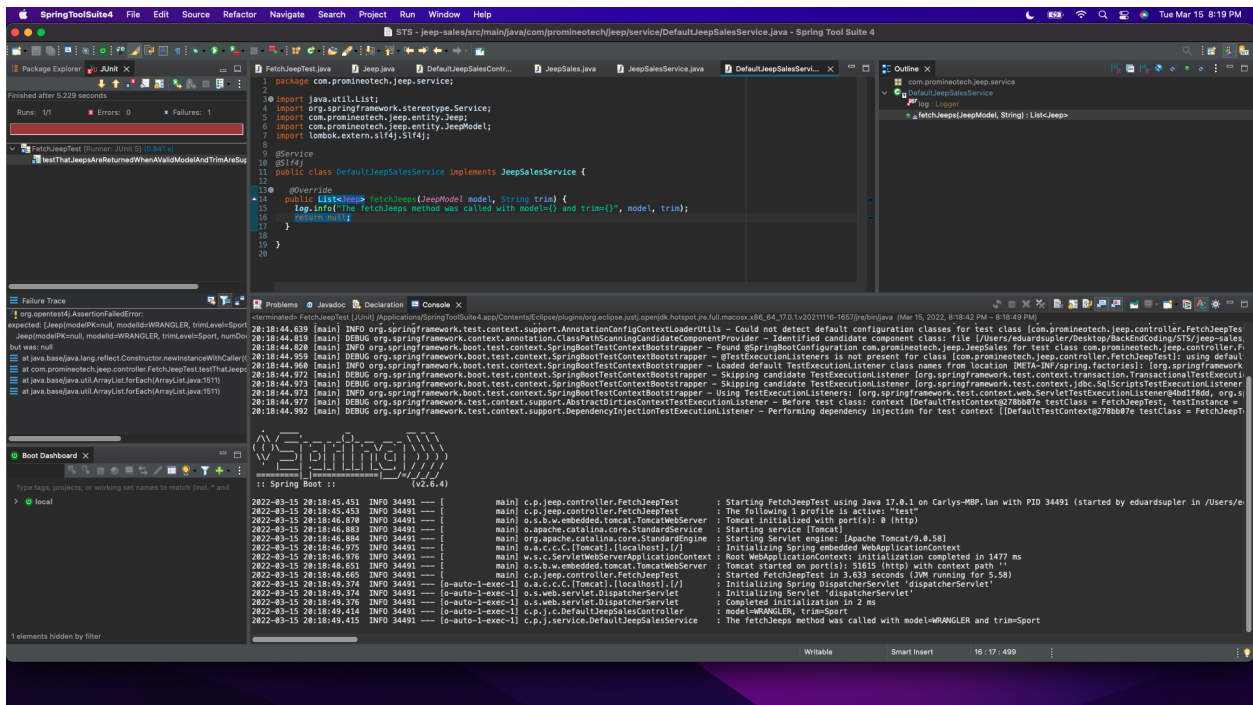 SpringToolSuite4 File Edit Source Refactor Navigate Search Project Run Window Help Tue Mar 15 8:19 PM
STS - jeep-sales/src/main/java/com/promineotech/jeep/service/DefaultJeepSalesService.java - Spring Tool Suite 4
Package Explorer JUnit
Finished after 5.229 seconds
Runs: 1/1 Errors: 0 Failures: 1
FetchJeepTest [Runner: JUnit 5] (0.841 s)
testThatJeepsAreReturnedWhenAValidModelAndTrimAreSup
Failure Trace
org.opentest4j.AssertionFailedError:
expected: [Jeep(modelPK=null, modelId=WRANGLER, trimLevel=Sport
Jeep(modelPK=null, modelId=WRANGLER, trimLevel=Sport, numDo
but was: null
at java.base/java.lang.reflect.Constructor.newInstanceWithCaller(
at com.promineotech.jeep.controller.FetchJeepTest.testThatJeeps
at java.base/java.util.ArrayList.forEach(ArrayList.java:1511)
at java.base/java.util.ArrayList.forEach(ArrayList.java:1511)
Boot Dashboard
Type tags, projects, or working set names to match (incl. * and
local
1 elements hidden by filter
FetchJeepTest.java Jeep.java DefaultJeepSalesContr... JeepSales.java JeepSalesService.java DefaultJeepSalesServi...
1 package com.promineotech.jeep.service;
2
3 import java.util.List;
4 import org.springframework.stereotype.Service;
5 import com.promineotech.jeep.entity.Jeep;
6 import com.promineotech.jeep.entity.JeepModel;
7 import lombok.extern.slf4j.Slf4j;
8
9 @Service
10 @Slf4j
11 public class DefaultJeepSalesService implements JeepSalesService {
12
13 @Override
14 public List<Jeep> fetchJeeps(JeepModel model, String trim) {
15 log.info("The fetchJeeps method was called with model={} and trim={}", model, trim);
16 return null;
17 }
18
19 }
20
Outline
com.promineotech.jeep.service
DefaultJeepSalesService
log : Logger
fetchJeeps(JeepModel, String) : List<Jeep>
Problems Javadoc Declaration Console
<terminated> FetchJeepTest [JUnit] /Applications/SpringToolSuite4.app/Contents/Eclipse/plugins/org.eclipse.justj.openjdk.hotspot.jre.full.macosx.x86_64_17.0.1.v20211116-1657/jre/bin/java (Mar 15, 2022, 8:18:42 PM – 8:18:49 PM)
20:18:44.639 [main] INFO org.springframework.test.context.support.AnnotationConfigContextLoaderUtils - Could not detect default configuration classes for test class [com.promineotech.jeep.controller.FetchJeepTes
20:18:44.819 [main] DEBUG org.springframework.context.annotation.ClassPathScanningCandidateComponentProvider - Identified candidate component class: file [/Users/eduardsupler/Desktop/BackEndCoding/STS/jeep-sales
20:18:44.820 [main] INFO org.springframework.boot.test.context.SpringBootTestContextBootstrapper - Found @SpringBootConfiguration com.promineotech.jeep.JeepSales for test class com.promineotech.jeep.controller.F
20:18:44.959 [main] DEBUG org.springframework.boot.test.context.SpringBootTestContextBootstrapper - @TestExecutionListeners is not present for class [com.promineotech.jeep.controller.FetchJeepTest]: using defaul
20:18:44.960 [main] INFO org.springframework.boot.test.context.SpringBootTestContextBootstrapper - Loaded default TestExecutionListener class names from location [META-INF/spring.factories]: [org.springframework
20:18:44.972 [main] DEBUG org.springframework.boot.test.context.SpringBootTestContextBootstrapper - Skipping candidate TestExecutionListener [org.springframework.test.context.transaction.TransactionalTestExecuti
20:18:44.973 [main] DEBUG org.springframework.boot.test.context.SpringBootTestContextBootstrapper - Skipping candidate TestExecutionListener [org.springframework.test.context.jdbc.SqlScriptsTestExecutionListener
20:18:44.973 [main] INFO org.springframework.boot.test.context.SpringBootTestContextBootstrapper - Using TestExecutionListeners: [org.springframework.test.context.web.ServletTestExecutionListener@4bd1f8dd, org.s
20:18:44.977 [main] DEBUG org.springframework.test.context.support.AbstractDirtiesContextTestExecutionListener - Before test class: context [DefaultTestContext@278bb07e testClass = FetchJeepTest, testInstance =
20:18:44.992 [main] DEBUG org.springframework.test.context.support.DependencyInjectionTestExecutionListener - Performing dependency injection for test context [[DefaultTestContext@278bb07e testClass = FetchJeepT
:: Spring Boot :: (v2.6.4)
2022-03-15 20:18:45.451 INFO 34491 --- [ main] c.p.jeep.controller.FetchJeepTest : Starting FetchJeepTest using Java 17.0.1 on Carlys-MBP.lan with PID 34491 (started by eduardsupler in /Users/e
2022-03-15 20:18:45.453 INFO 34491 --- [ main] c.p.jeep.controller.FetchJeepTest : The following 1 profile is active: "test"
2022-03-15 20:18:46.870 INFO 34491 --- [ main] o.s.b.w.embedded.tomcat.TomcatWebServer : Tomcat initialized with port(s): 0 (http)
2022-03-15 20:18:46.883 INFO 34491 --- [ main] o.apache.catalina.core.StandardService : Starting service [Tomcat]
2022-03-15 20:18:46.884 INFO 34491 --- [ main] org.apache.catalina.core.StandardEngine : Starting Servlet engine: [Apache Tomcat/9.0.58]
2022-03-15 20:18:46.975 INFO 34491 --- [ main] o.a.c.c.C.[Tomcat].[localhost].[/] : Initializing Spring embedded WebApplicationContext
2022-03-15 20:18:46.976 INFO 34491 --- [ main] w.s.c.ServletWebServerApplicationContext : Root WebApplicationContext: initialization completed in 1477 ms
2022-03-15 20:18:48.651 INFO 34491 --- [ main] o.s.b.w.embedded.tomcat.TomcatWebServer : Tomcat started on port(s): 51615 (http) with context path ''
2022-03-15 20:18:48.665 INFO 34491 --- [ main] c.p.jeep.controller.FetchJeepTest : Started FetchJeepTest in 3.633 seconds (JVM running for 5.58)
2022-03-15 20:18:49.374 INFO 34491 --- [o-auto-1-exec-1] o.a.c.c.C.[Tomcat].[localhost].[/] : Initializing Spring DispatcherServlet 'dispatcherServlet'
2022-03-15 20:18:49.374 INFO 34491 --- [o-auto-1-exec-1] o.s.web.servlet.DispatcherServlet : Initializing Servlet 'dispatcherServlet'
2022-03-15 20:18:49.376 INFO 34491 --- [o-auto-1-exec-1] o.s.web.servlet.DispatcherServlet : Completed initialization in 2 ms
2022-03-15 20:18:49.414 INFO 34491 --- [o-auto-1-exec-1] c.p.j.c.DefaultJeepSalesController : model=WRANGLER, trim=Sport
2022-03-15 20:18:49.415 INFO 34491 --- [o-auto-1-exec-1] c.p.j.service.DefaultJeepSalesService : The fetchJeeps method was called with model=WRANGLER and trim=Sport
Writable Smart Insert 16 : 17 : 499